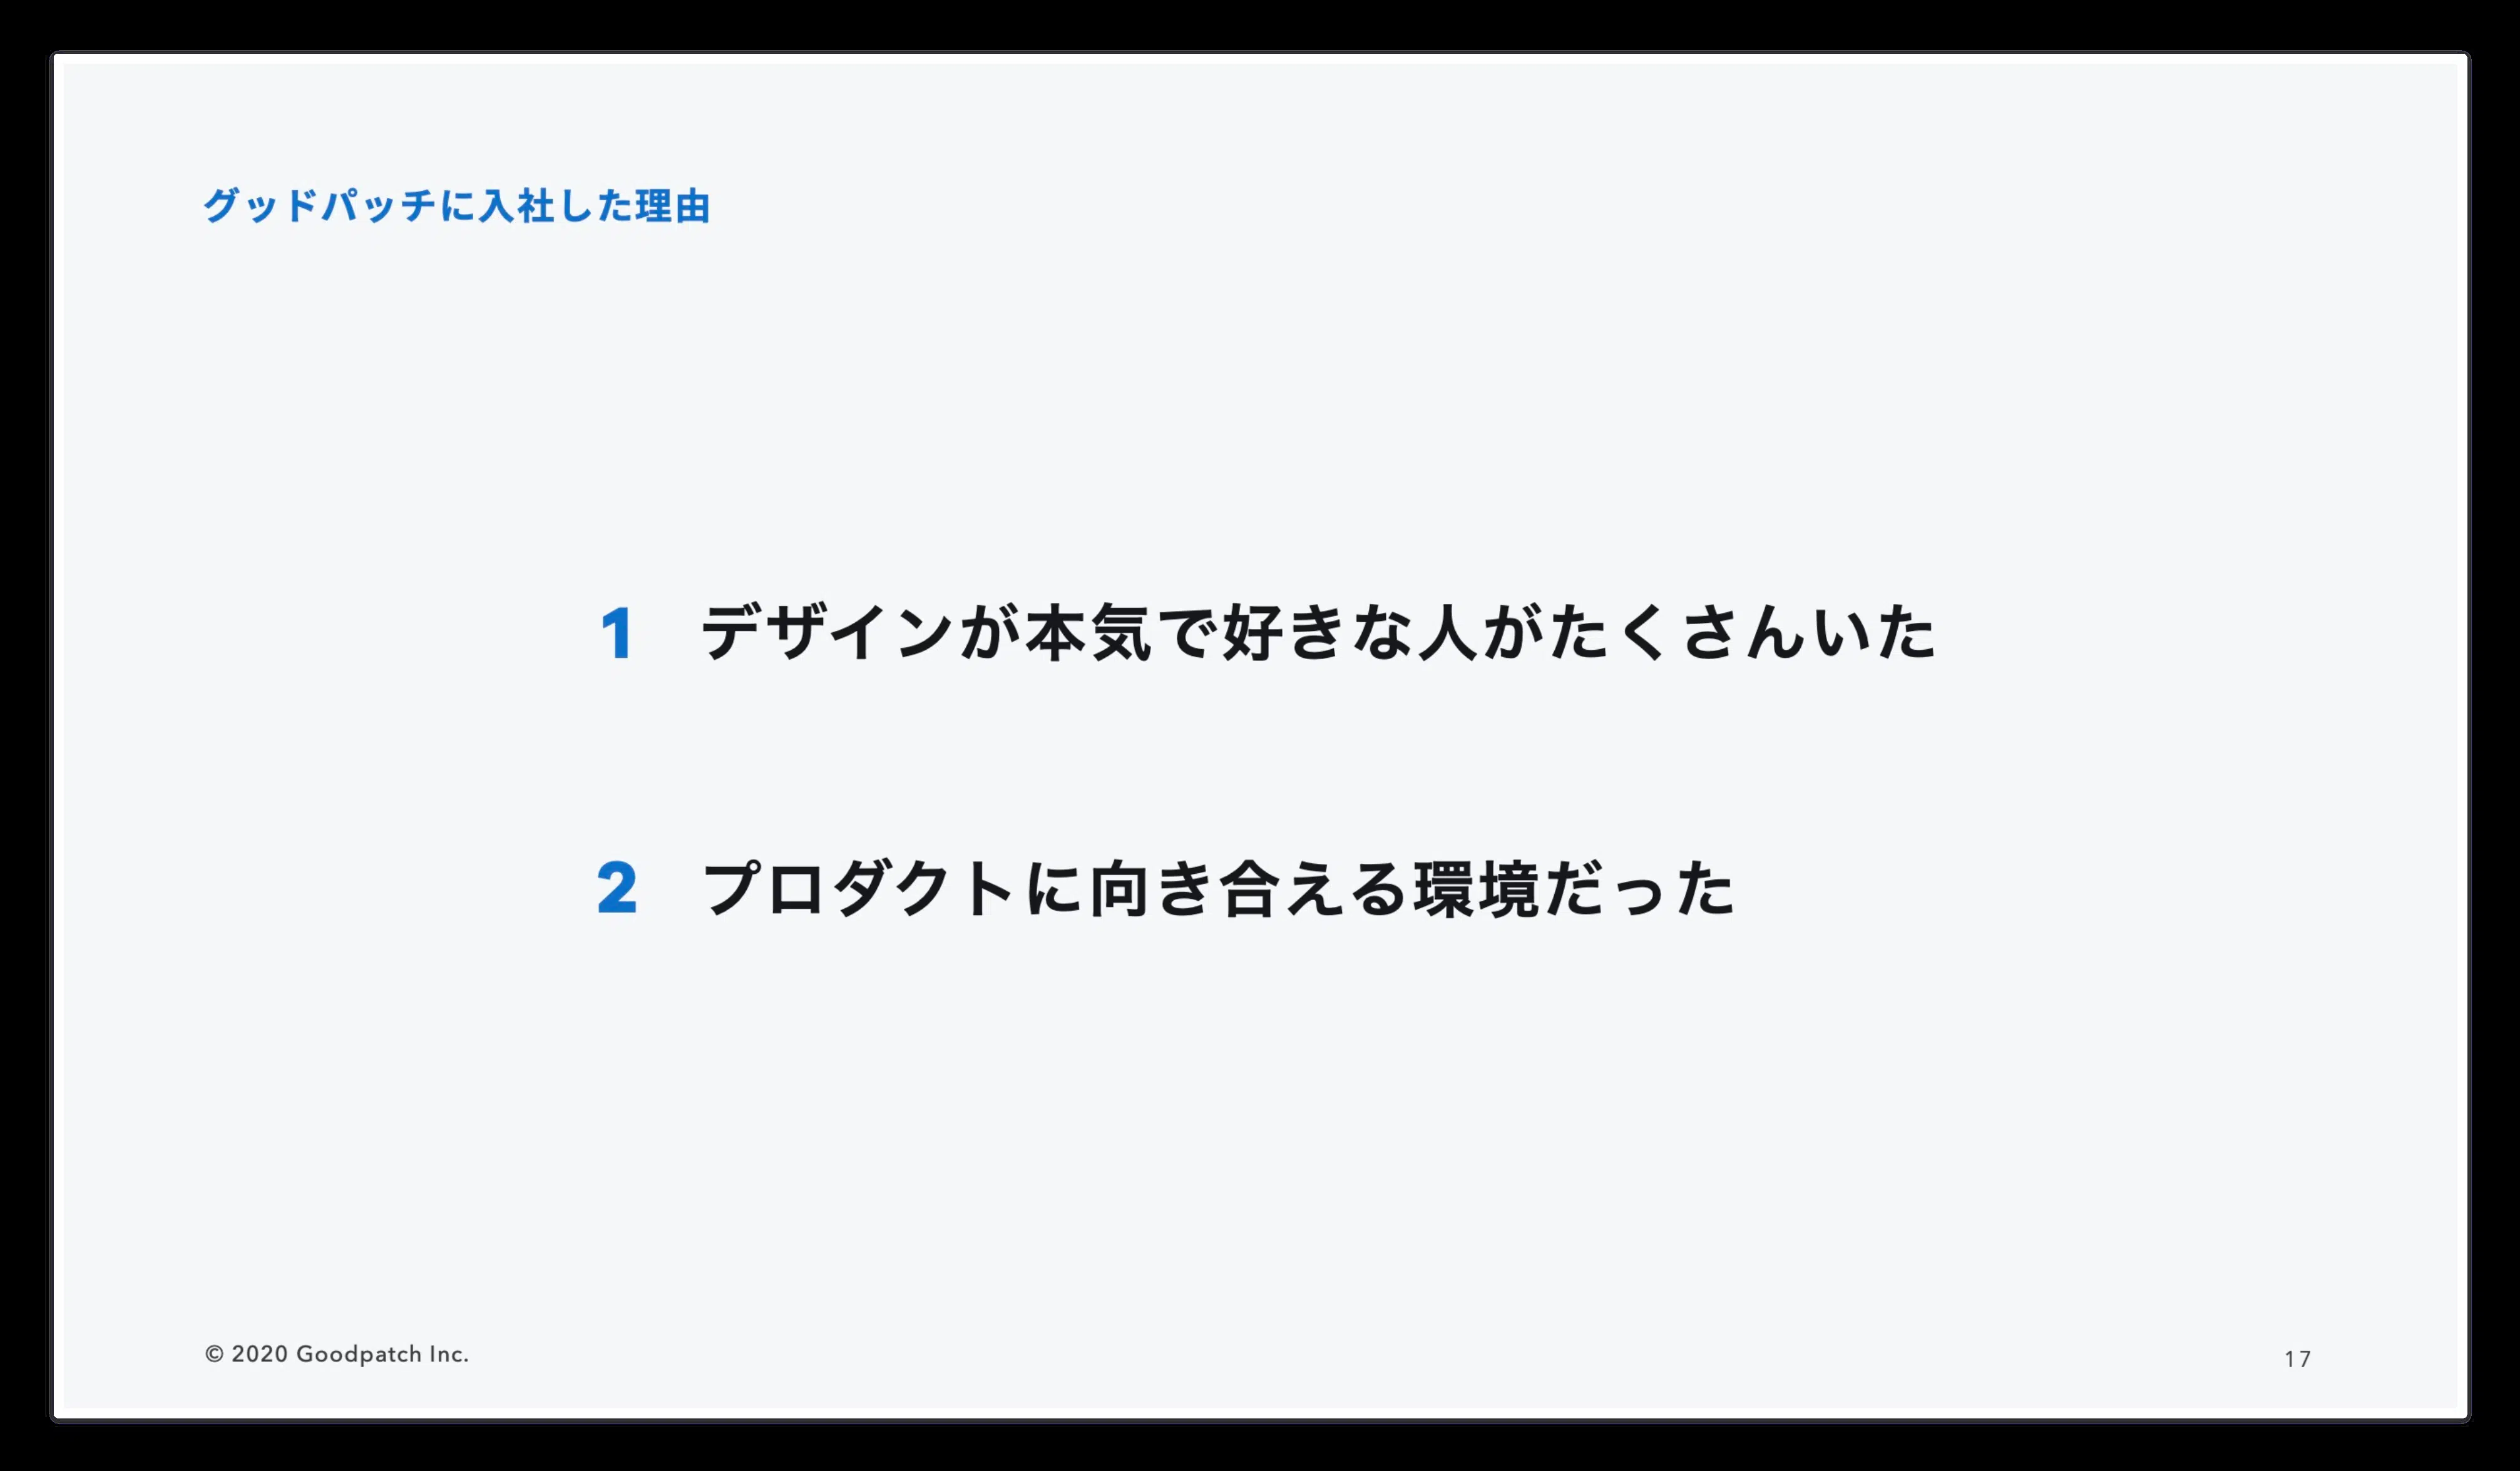 グッドパッチに入社した理由
1 デザインが本気で好きな人がたくさんいた
2 プロダクトに向き合える環境だった
© 2020 Goodpatch Inc.
17